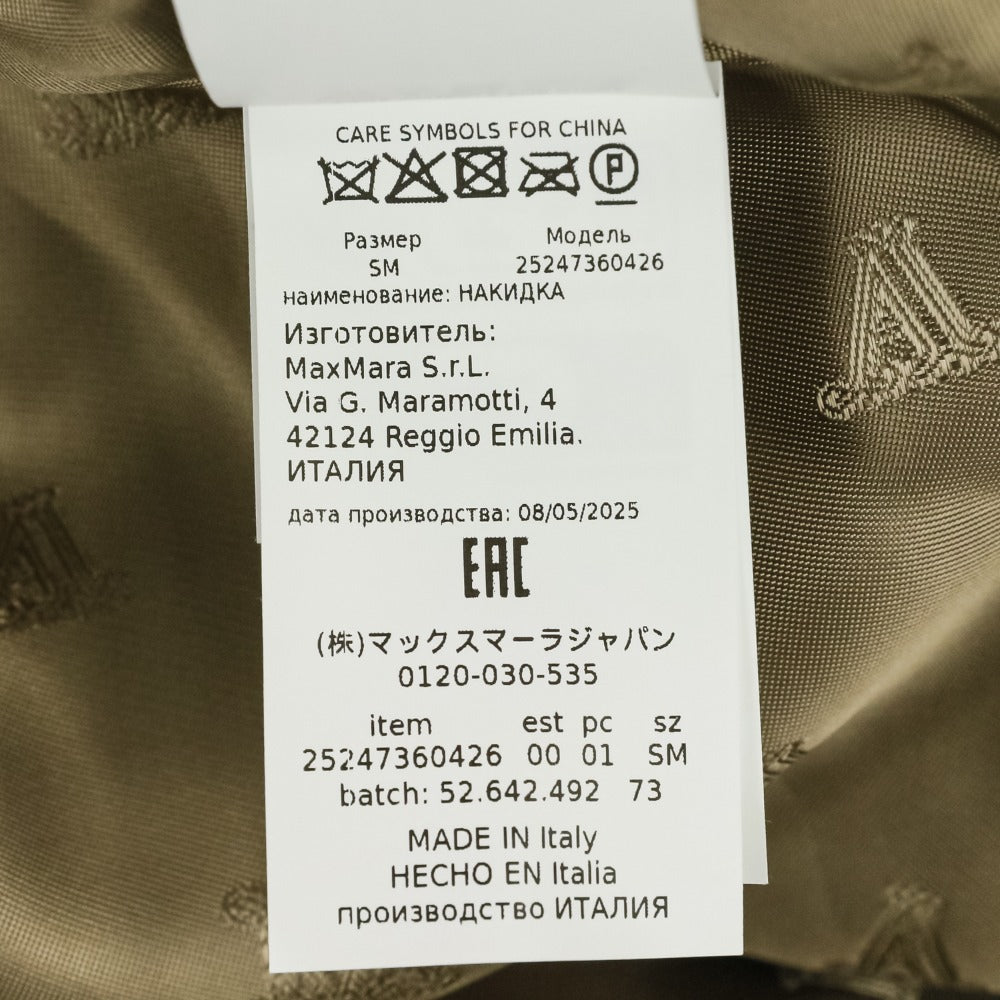 CARE SYMBOLS FOR CHINA
P
Размер Модель
SM 25247360426
наименование: НАКИДКА
Изготовитель:
MaxMara S.r.L.
Via G. Maramotti, 4
42124 Reggio Emilia.
ИТАЛИЯ
дата производства: 08/05/2025
EAC
(株)マックスマーラジャパン
0120-030-535
item est pc sz
25247360426 00 01 SM
batch: 52.642.492 73
MADE IN Italy
HECHO EN Italia
производство ИТАЛИЯ